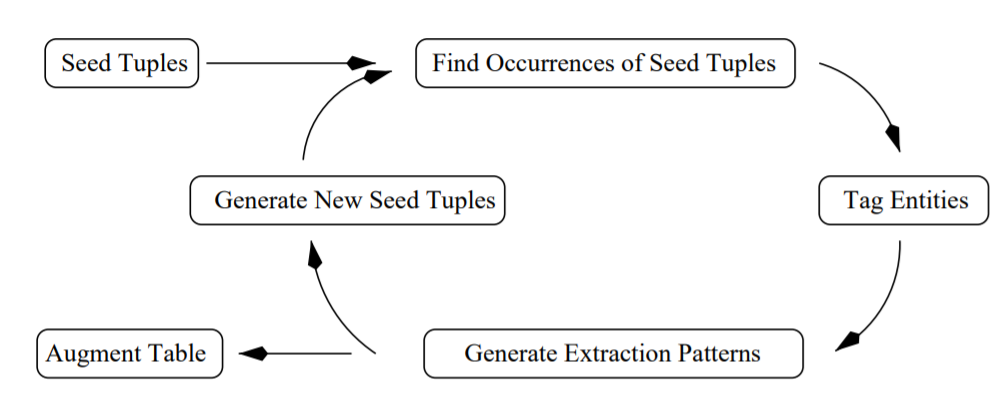 Seed Tuples
Find Occurrences of Seed Tuples
Generate New Seed Tuples
Tag Entities
Augment Table
Generate Extraction Patterns